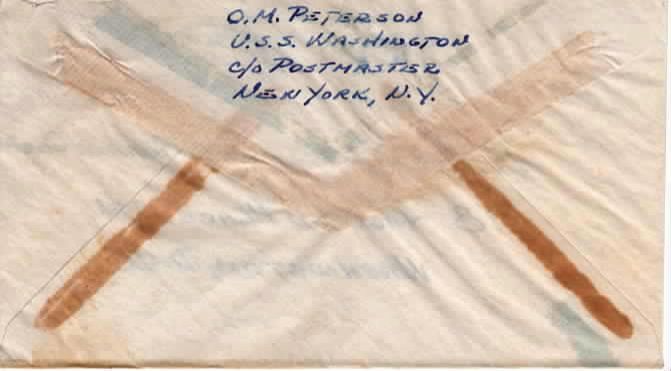 O.M. PETERSON
U.S.S. WASHINGTON
c/o POSTMASTER
NEW YORK, N.Y.